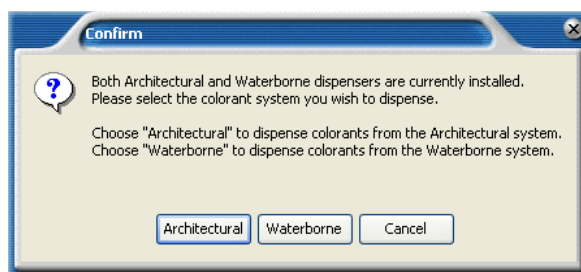 Confirm
Both Architectural and Waterborne dispensers are currently installed.
Please select the colorant system you wish to dispense.
Choose "Architectural" to dispense colorants from the Architectural system.
Choose "Waterborne" to dispense colorants from the Waterborne system.
Architectural Waterborne Cancel